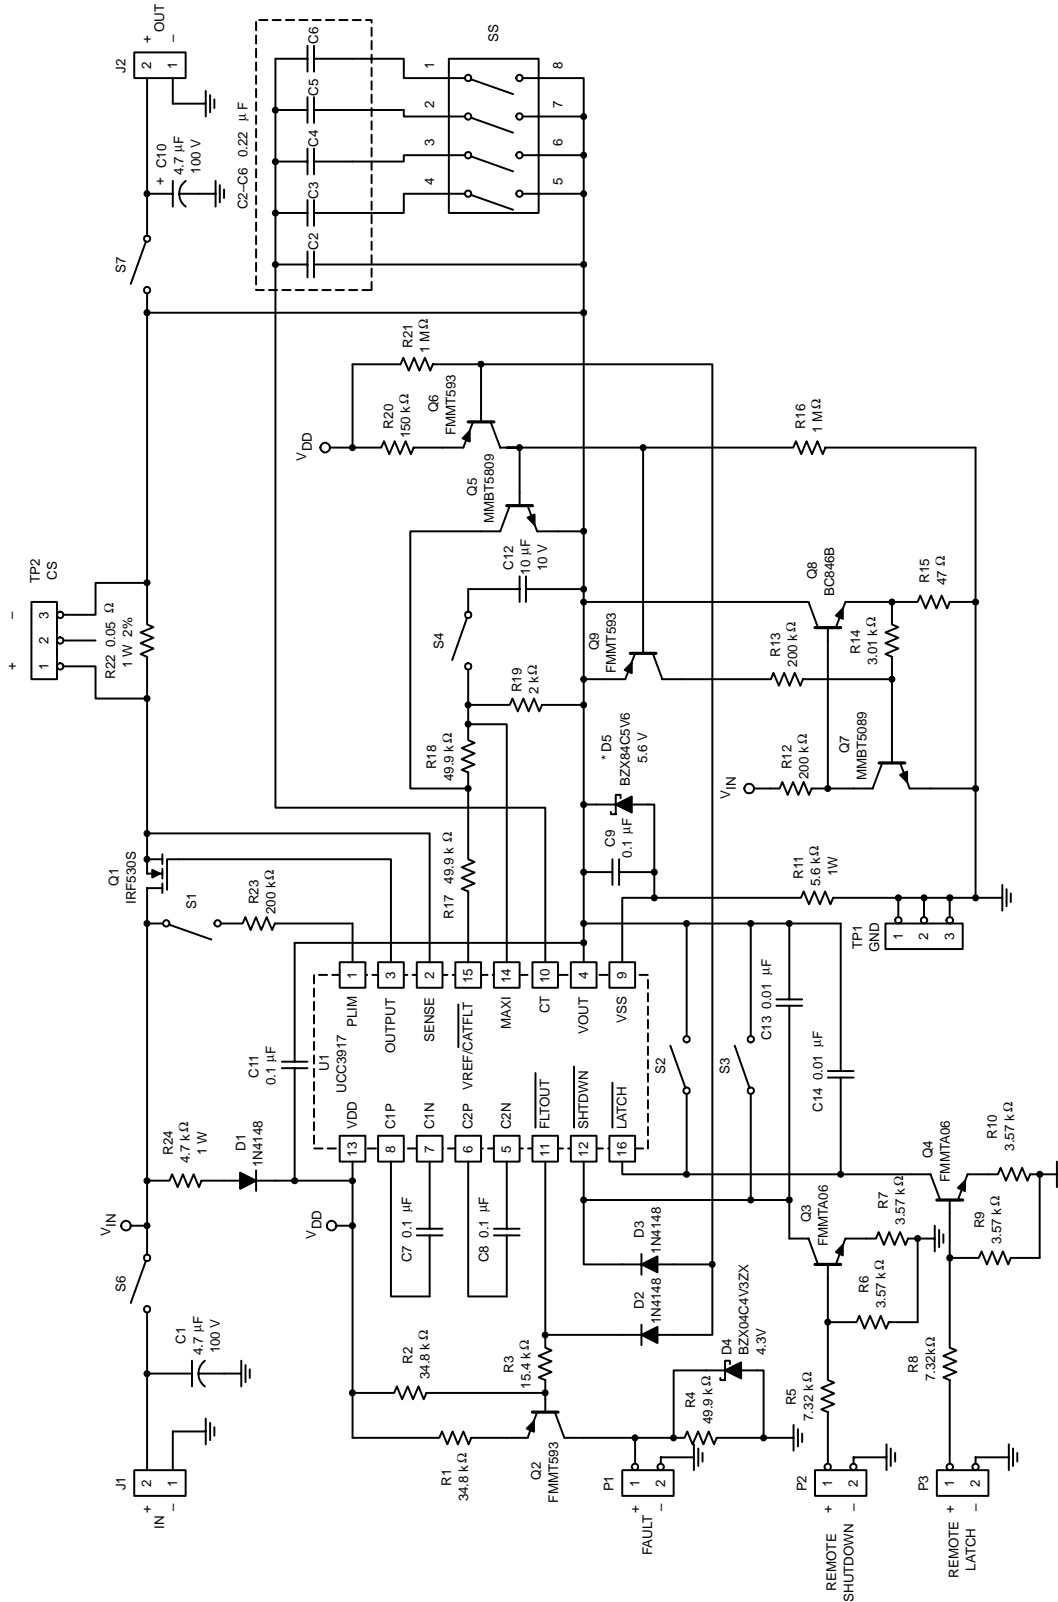 J1
+ IN −
2
1
C1
4.7 µF
100 V
S6
VIN
R24
4.7 kΩ
1 W
D1
1N4148
C11
0.1 µF
S1
R23
200 kΩ
Q1
IRF530S
+ −
TP2
CS
1 2 3
R22 0.05 Ω
1 W 2%
S7
+ C10
4.7 µF
100 V
J2
2
1
+ OUT −
C2–C6 0.22 µF
C2
C3
C4
C5
C6
SS
4 3 2 1
5 6 7 8
R1
34.8 kΩ
R2
34.8 kΩ
R3
15.4 kΩ
Q2
FMMT593
VDD
C7 0.1 µF
C8 0.1 µF
U1
UCC3917
13 VDD
8 C1P
7 C1N
6 C2P
5 C2N
11 FLTOUT
12 SHTDWN
16 LATCH
PLIM 1
OUTPUT 3
SENSE 2
VREF/CATFLT 15
MAXI 14
CT 10
VOUT 4
VSS 9
R17 49.9 k Ω
R18
49.9 k Ω
R19
2 kΩ
S4
C12
10 µF
10 V
Q5
MMBT5809
VDD
R20
150 kΩ
R21
1 MΩ
Q6
FMMT593
C9
0.1 µF
* D5
BZX84C5V6
5.6 V
Q9
FMMT593
D2
1N4148
D3
1N4148
P1
+ FAULT −
1
2
R4
49.9 kΩ
D4
BZX04C4V3ZX
4.3V
S2
S3
C13 0.01 µF
C14 0.01 µF
R11
5.6 kΩ
1W
TP1
GND
1
2
3
VIN
R12
200 kΩ
Q7
MMBT5089
R13
200 kΩ
R14
3.01 kΩ
Q8
BC846B
R15
47 Ω
R16
1 MΩ
REMOTE
SHUTDOWN
+ −
P2
1
2
R5
7.32 kΩ
R6
3.57 kΩ
R7
3.57 kΩ
Q3
FMMTA06
REMOTE
LATCH
+ −
P3
1
2
R8
7.32kΩ
R9
3.57 kΩ
R10
3.57 kΩ
Q4
FMMTA06